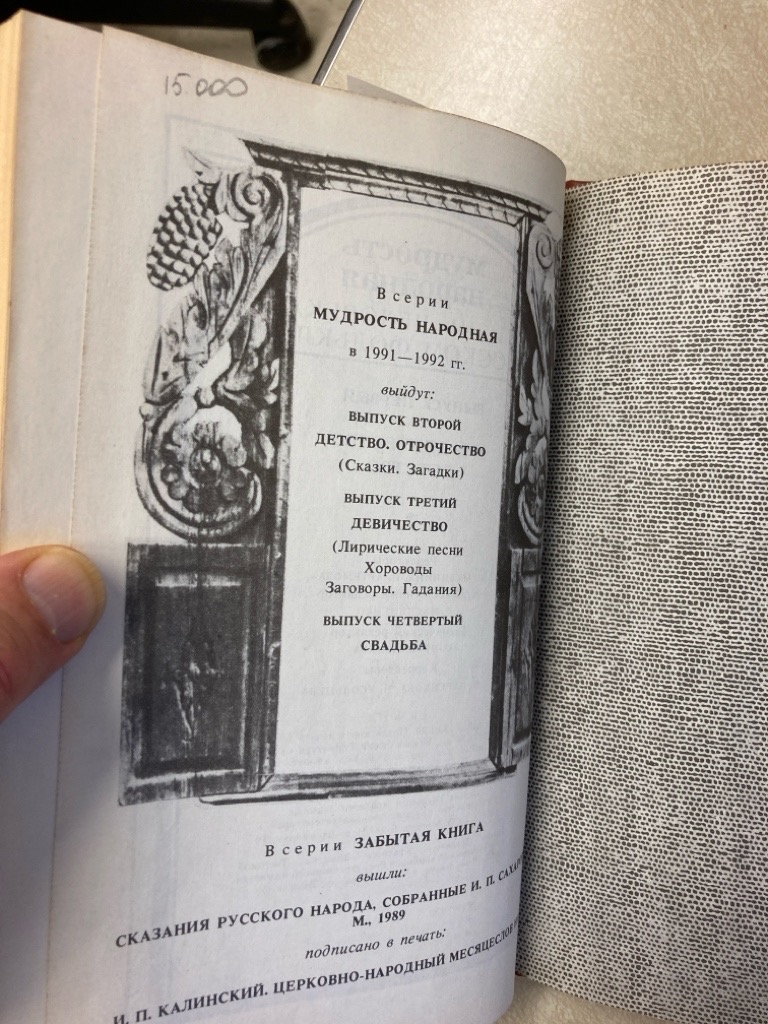 15.000
В серии
МУДРОСТЬ НАРОДНАЯ
в 1991—1992 гг.
выйдут:
ВЫПУСК ВТОРОЙ
ДЕТСТВО. ОТРОЧЕСТВО
(Сказки. Загадки)
ВЫПУСК ТРЕТИЙ
ДЕВИЧЕСТВО
(Лирические песни
Хороводы
Заговоры. Гадания)
ВЫПУСК ЧЕТВЕРТЫЙ
СВАДЬБА
В серии ЗАБЫТАЯ КНИГА
вышли:
СКАЗАНИЯ РУССКОГО НАРОДА, СОБРАННЫЕ И. П.
М., 1989
подписано в печать:
И. П. КАЛИНСКИЙ. ЦЕРКОВНО-НАРОДНЫЙ МЕСЯЦЕСЛОВ